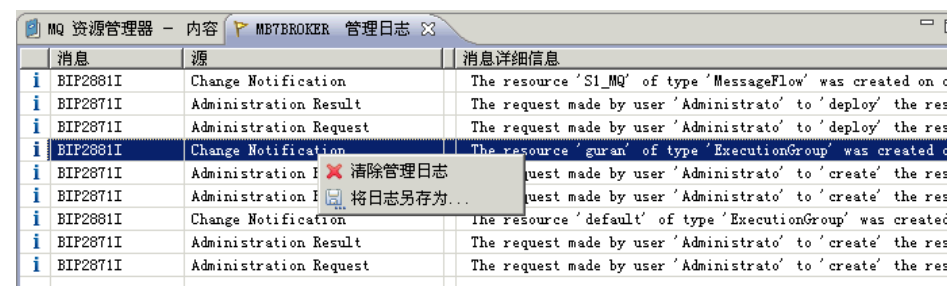 MQ 资源管理器 - 内容 MB7BROKER 管理日志
消息 源 消息详细信息
BIP2881I Change Notification The resource 'S1_MQ' of type 'MessageFlow' was created on
BIP2871I Administration Result The request made by user 'Administrato' to 'deploy' the res
BIP2871I Administration Request The request made by user 'Administrato' to 'deploy' the res
BIP2881I Change Notification The resource 'guran' of type 'ExecutionGroup' was created
BIP2871I Administration quest made by user 'Administrato' to 'create' the res
清除管理日志
BIP2871I Administration quest made by user 'Administrato' to 'create' the res
将日志另存为...
BIP2881I Change Notification The resource 'default' of type 'ExecutionGroup' was created
BIP2871I Administration Result The request made by user 'Administrato' to 'create' the res
BIP2871I Administration Request The request made by user 'Administrato' to 'create' the res